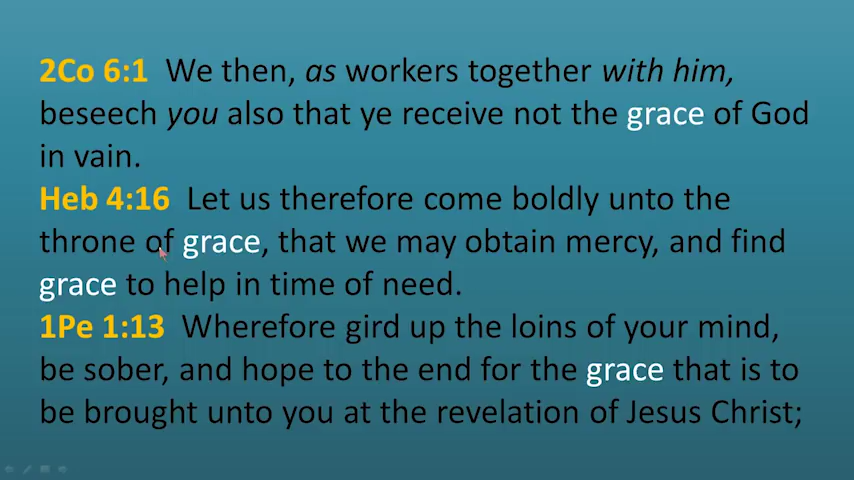 2Co 6:1 We then, as workers together with him,
beseech you also that ye receive not the grace of God
in vain.
Heb 4:16 Let us therefore come boldly unto the
throne of grace, that we may obtain mercy, and find
grace to help in time of need.
1Pe 1:13 Wherefore gird up the loins of your mind,
be sober, and hope to the end for the grace that is to
be brought unto you at the revelation of Jesus Christ;